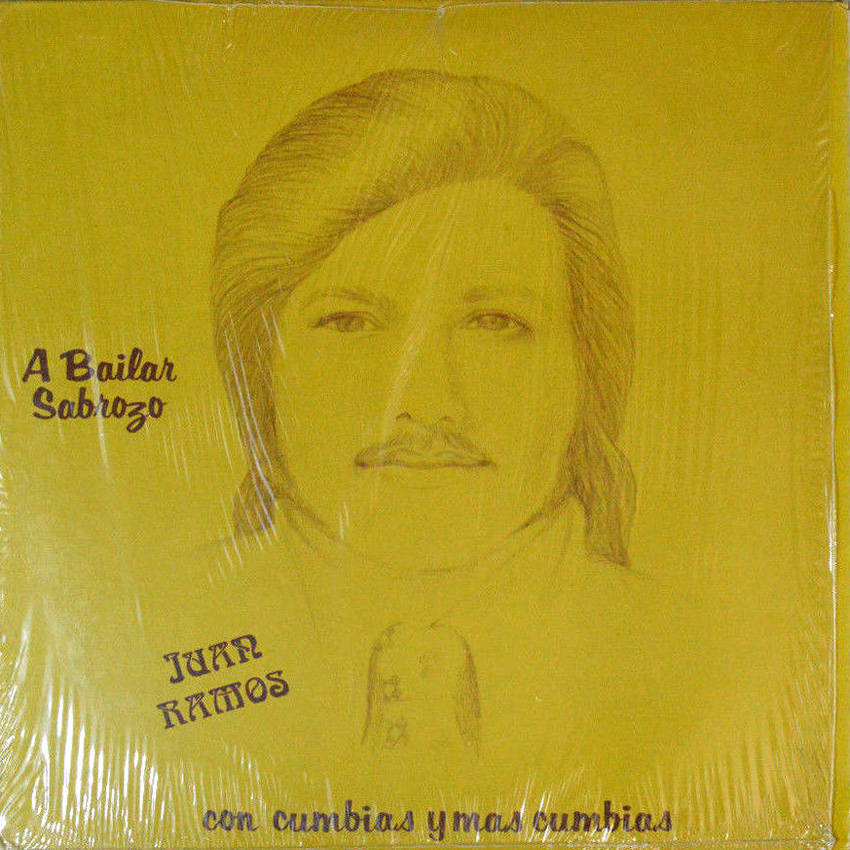 A Bailar
Sabrozo
JUAN
RAMOS
con cumbias y mas cumbias